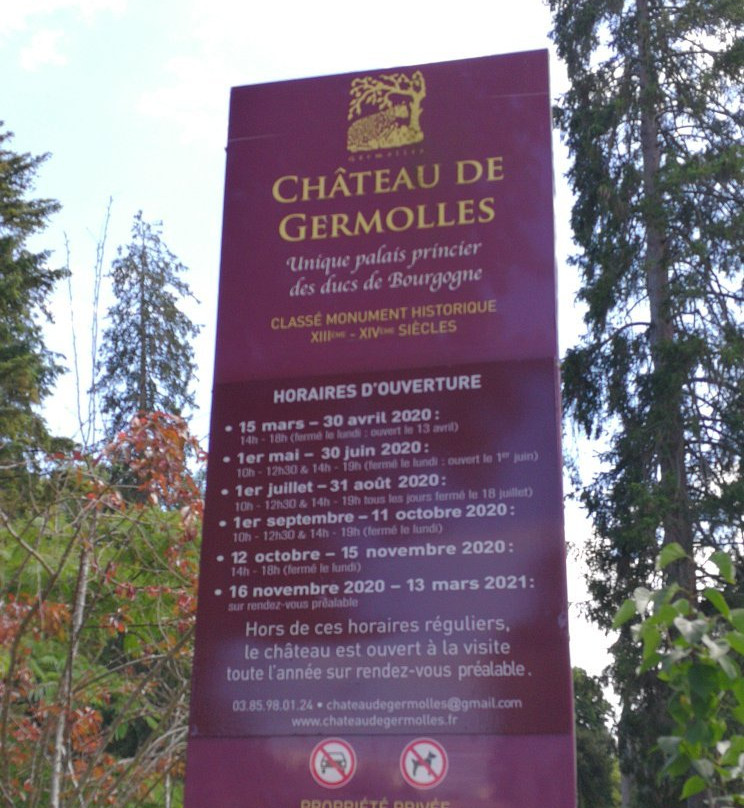 Germolles
CHÂTEAU DE
GERMOLLES
Unique palais princier
des ducs de Bourgogne
CLASSÉ MONUMENT HISTORIQUE
XIIIÈME - XIVÈME SIÈCLES
HORAIRES D'OUVERTURE
• 15 mars – 30 avril 2020 :
14h - 18h (fermé le lundi : ouvert le 13 avril)
• 1er mai – 30 juin 2020 :
10h - 12h30 & 14h - 19h (fermé le lundi : ouvert le 1er juin)
• 1er juillet – 31 août 2020 :
10h - 12h30 & 14h - 19h tous les jours fermé le 18 juillet)
• 1er septembre – 11 octobre 2020 :
10h - 12h30 & 14h - 19h (fermé le lundi)
• 12 octobre – 15 novembre 2020 :
14h - 18h (fermé le lundi)
• 16 novembre 2020 – 13 mars 2021 :
sur rendez-vous préalable
Hors de ces horaires réguliers,
le château est ouvert à la visite
toute l'année sur rendez-vous préalable.
03.85.98.01.24 • chateaudegermolles@gmail.com
www.chateaudegermolles.fr
PROPRIÉTÉ PRIVÉE